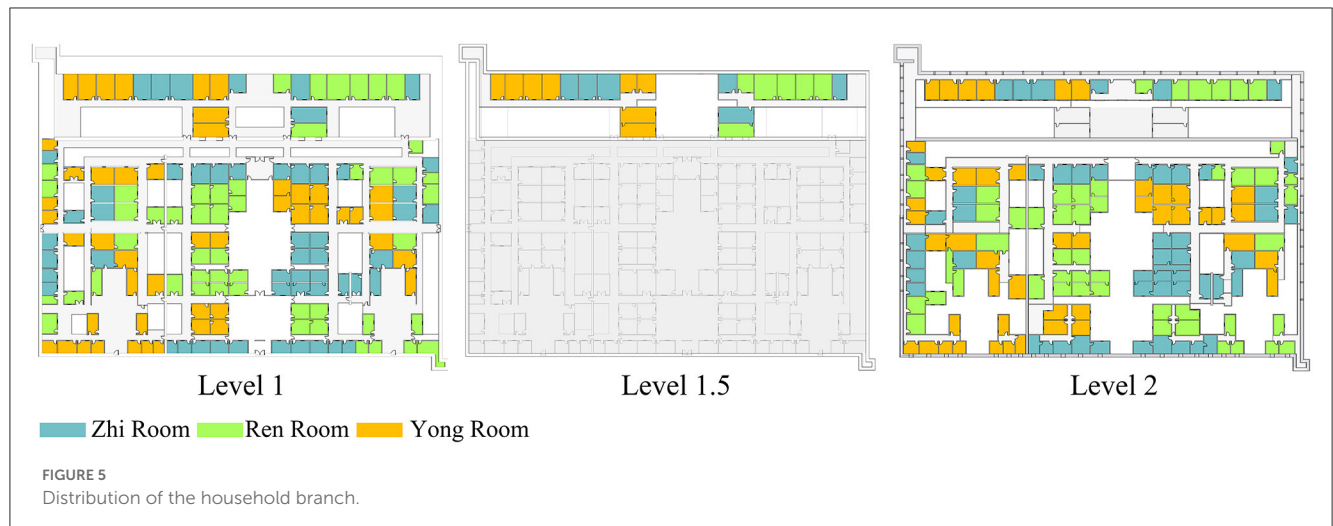 Level 1
Level 1.5
Level 2
Zhi Room
Ren Room
Yong Room
FIGURE 5
Distribution of the household branch.